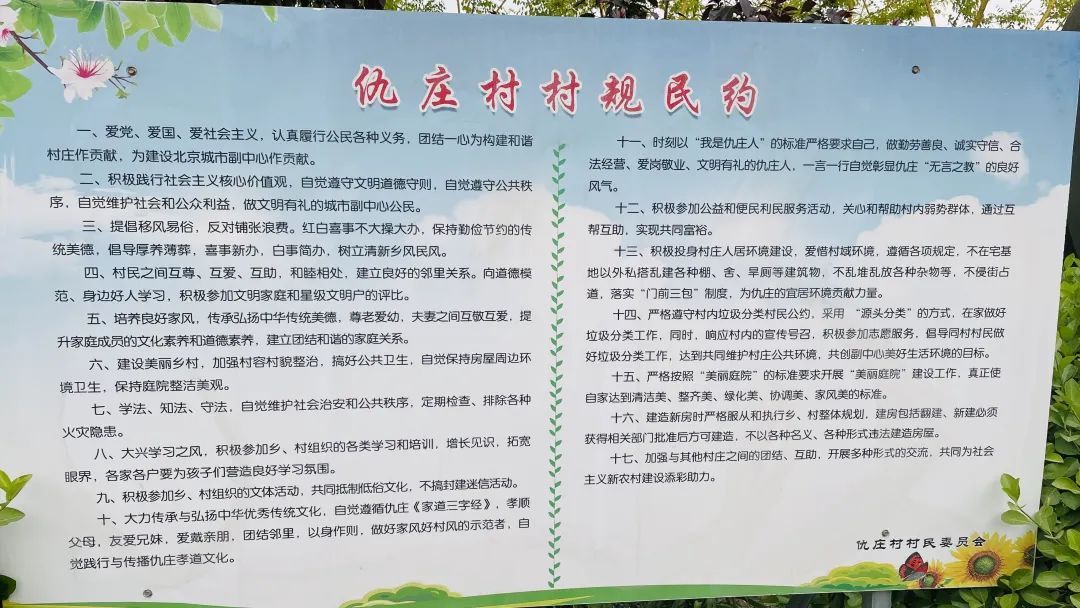 仇庄村村规民约
一、爱党、爱国、爱社会主义，认真履行公民各种义务，团结一心为构建和谐
村庄作贡献，为建设北京城市副中心作贡献。
二、积极践行社会主义核心价值观，自觉遵守文明道德守则，自觉遵守公共秩
序，自觉维护社会和公众利益，做文明有礼的城市副中心公民。
三、提倡移风易俗，反对铺张浪费。红白喜事不大操大办，保持勤俭节约的传
统美德，倡导厚养薄葬，喜事新办，白事简办，树立清新乡风民风。
四、村民之间互尊、互爱、互助，和睦相处，建立良好的邻里关系。向道德模
范、身边好人学习，积极参加文明家庭和星级文明户的评比。
五、培养良好家风，传承弘扬中华传统美德，尊老爱幼，夫妻之间互敬互爱，提
升家庭成员的文化素养和道德素养，建立团结和谐的家庭关系。
六、建设美丽乡村，加强村容村貌整治，搞好公共卫生，自觉保持房屋周边环
境卫生，保持庭院整洁美观。
七、学法、知法、守法，自觉维护社会治安和公共秩序，定期检查、排除各种
火灾隐患。
八、大兴学习之风，积极参加乡、村组织的各类学习和培训，增长见识，拓宽
眼界，各家各户要为孩子们营造良好学习氛围。
九、积极参加乡、村组织的文体活动，共同抵制低俗文化，不搞封建迷信活动。
十、大力传承与弘扬中华优秀传统文化，自觉遵循仇庄《家道三字经》，孝顺
父母，友爱兄妹，爱戴亲朋，团结邻里，以身作则，做好家风好村风的示范者，自
觉践行与传播仇庄孝道文化。
十一、时刻以“我是仇庄人”的标准严格要求自己，做勤劳善良、诚实守信、合
法经营、爱岗敬业、文明有礼的仇庄人，一言一行自觉彰显仇庄“无言之教”的良好
风气。
十二、积极参加公益和便民利民服务活动，关心和帮助村内弱势群体，通过互
帮互助，实现共同富裕。
十三、积极投身村庄人居环境建设，爱惜村域环境，遵循各项规定，不在宅基
地以外私搭乱建各种棚、舍、旱厕等建筑物，不乱堆乱放各种杂物等，不侵街占
道，落实“门前三包”制度，为仇庄的宜居环境贡献力量。
十四、严格遵守村内垃圾分类村民公约，采用“源头分类”的方式，在家做好
垃圾分类工作，同时，响应村内的宣传号召，积极参加志愿服务，倡导同村村民做
好垃圾分类工作，达到共同维护村庄公共环境，共创副中心美好生活环境的目标。
十五、严格按照“美丽庭院”的标准要求开展“美丽庭院”建设工作，真正使
自家达到清洁美、整齐美、绿化美、协调美、家风美的标准。
十六、建造新房时严格服从和执行乡、村整体规划，建房包括翻建、新建必须
获得相关部门批准后方可建造，不以各种名义、各种形式违法建造房屋。
十七、加强与其他村庄之间的团结、互助，开展多种形式的交流，共同为社会
主义新农村建设添彩助力。
仇庄村村民委员会